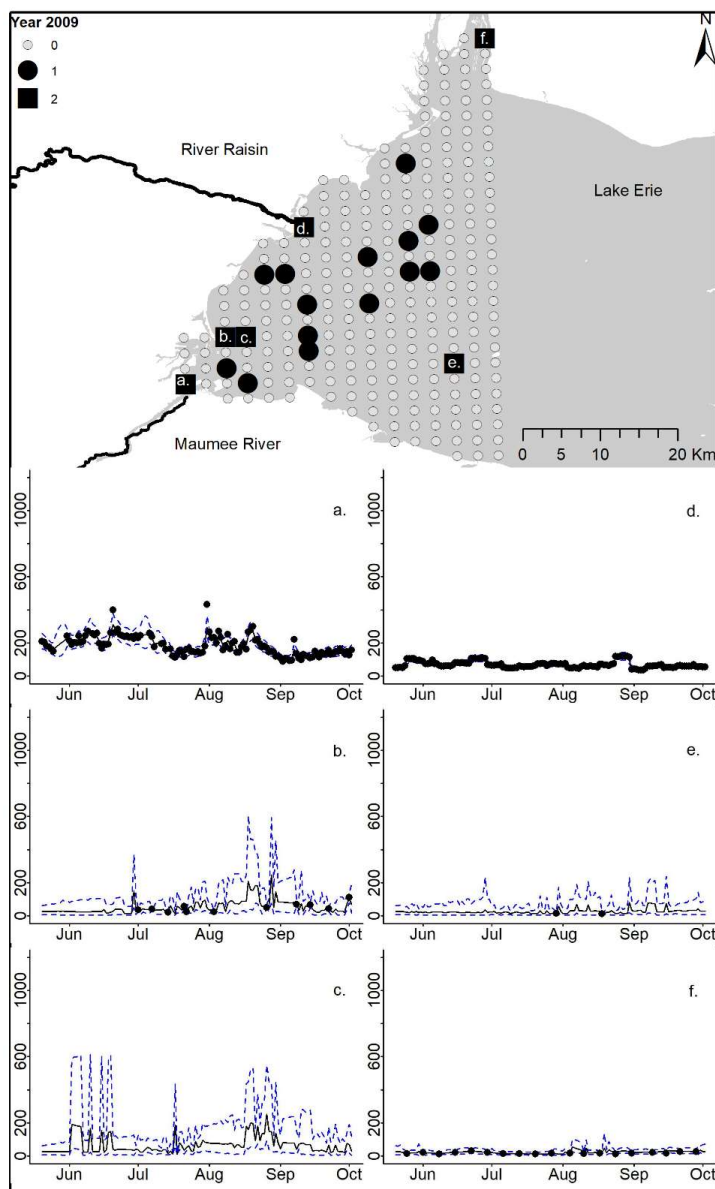 Year 2009
0
1
2
N
River Raisin
Lake Erie
Maumee River
a.
b.
c.
d.
e.
f.
0 5 10 20 Km
a.
0 200 600 1000
Jun Jul Aug Sep Oct
d.
0 200 600 1000
Jun Jul Aug Sep Oct
b.
0 200 600 1000
Jun Jul Aug Sep Oct
e.
0 200 600 1000
Jun Jul Aug Sep Oct
c.
0 200 600 1000
Jun Jul Aug Sep Oct
f.
0 200 600 1000
Jun Jul Aug Sep Oct